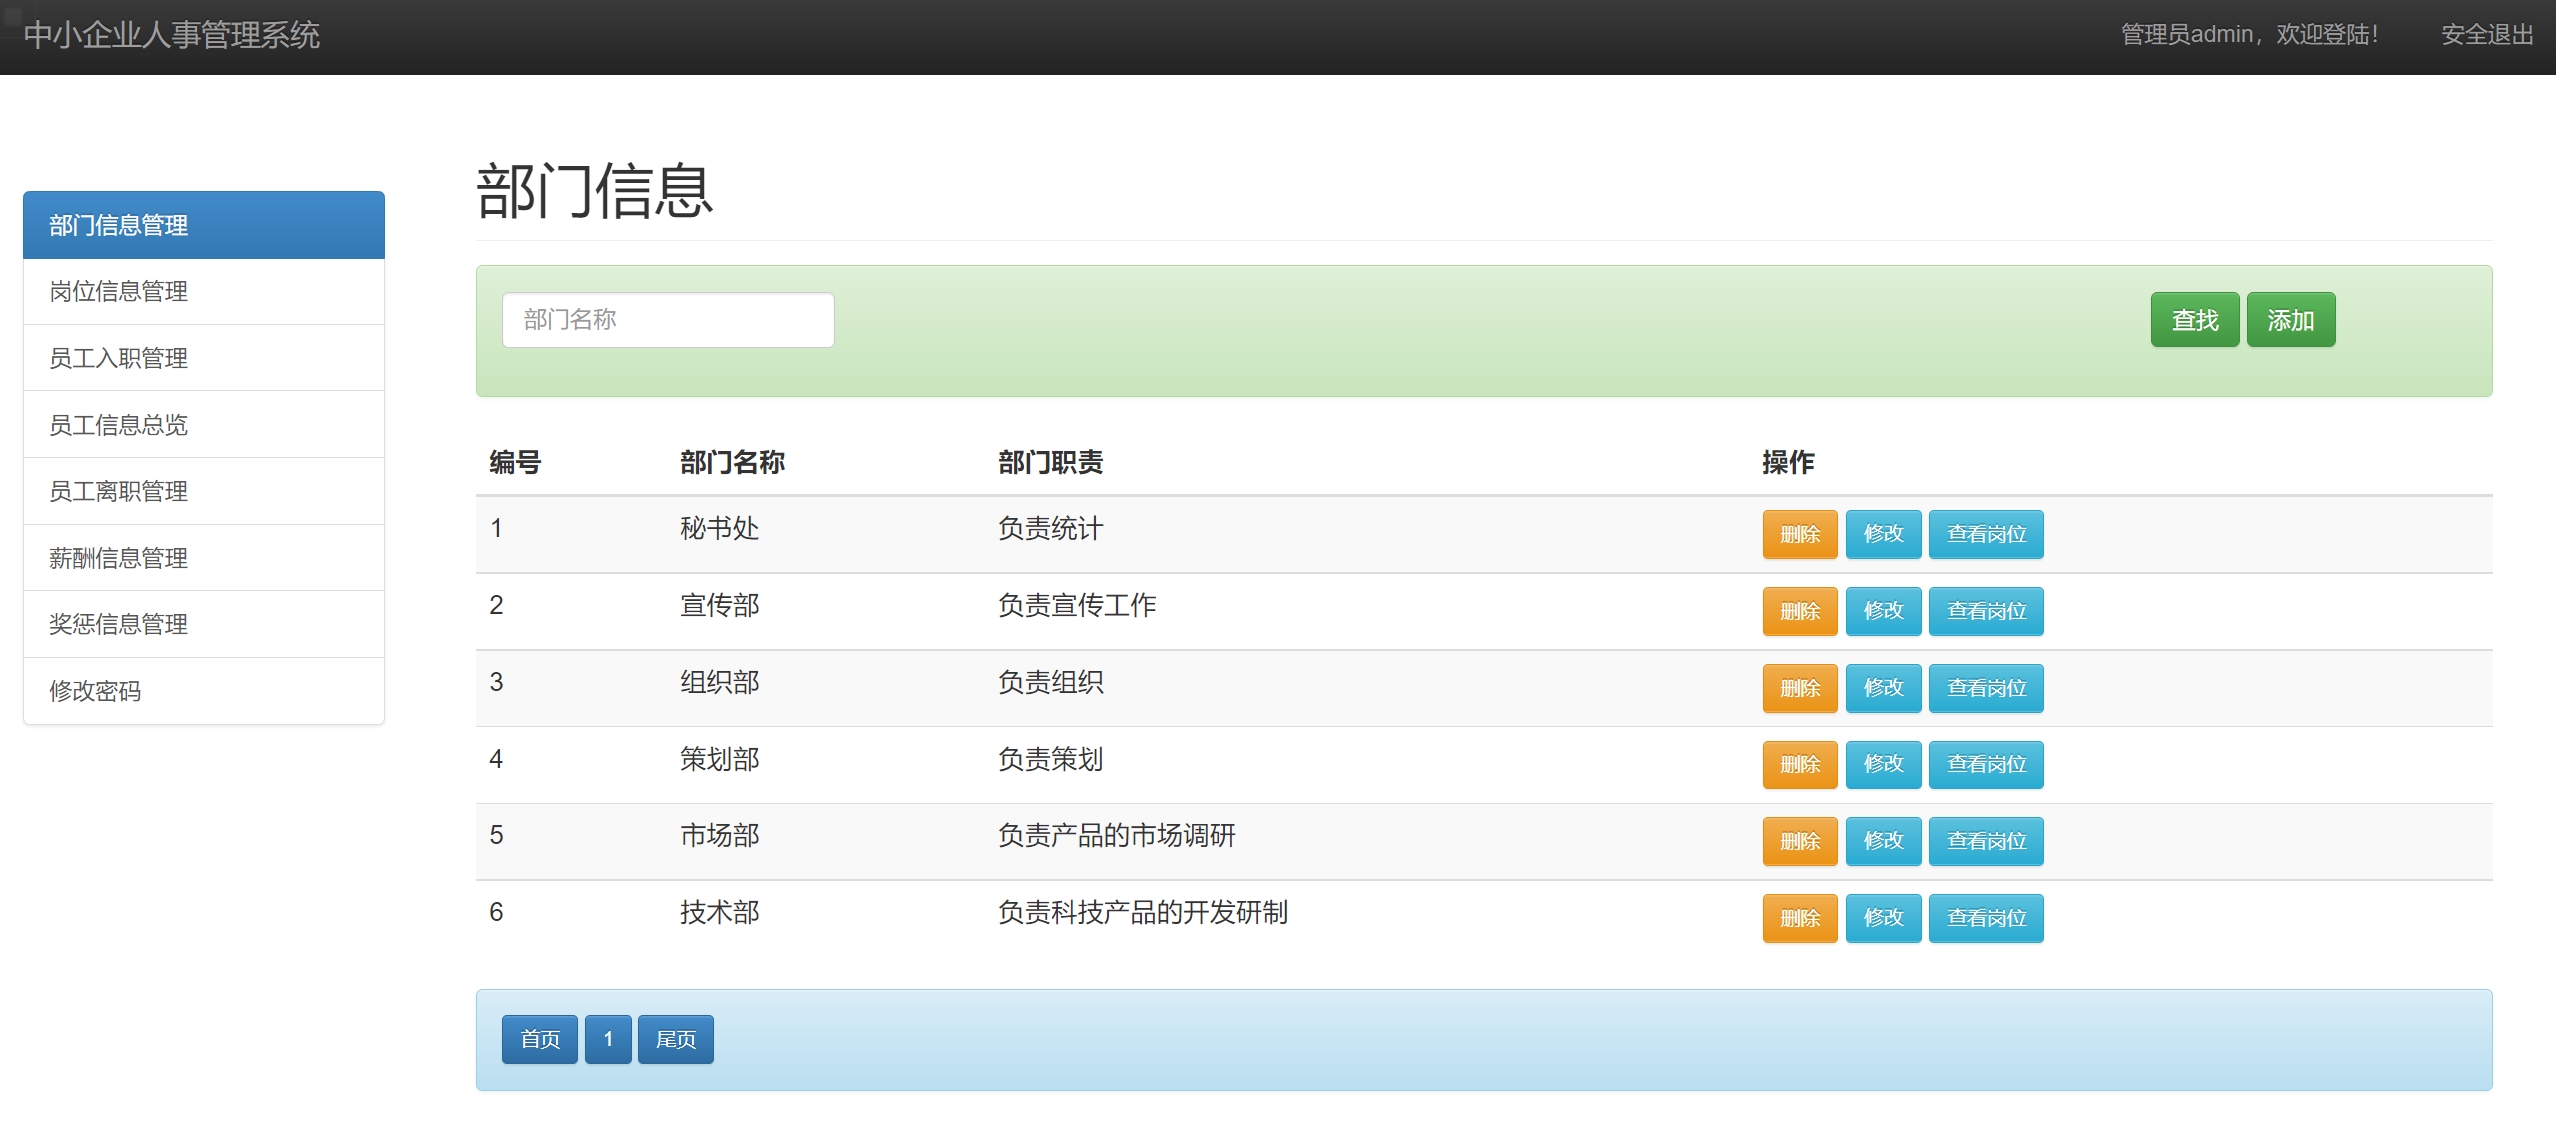 中小企业人事管理系统 管理员admin，欢迎登陆！ 安全退出
部门信息管理
岗位信息管理
员工入职管理
员工信息总览
员工离职管理
薪酬信息管理
奖惩信息管理
修改密码
部门信息
部门名称 查找 添加
编号 部门名称 部门职责 操作
1 秘书处 负责统计 删除 修改 查看岗位
2 宣传部 负责宣传工作 删除 修改 查看岗位
3 组织部 负责组织 删除 修改 查看岗位
4 策划部 负责策划 删除 修改 查看岗位
5 市场部 负责产品的市场调研 删除 修改 查看岗位
6 技术部 负责科技产品的开发研制 删除 修改 查看岗位
首页 1 尾页